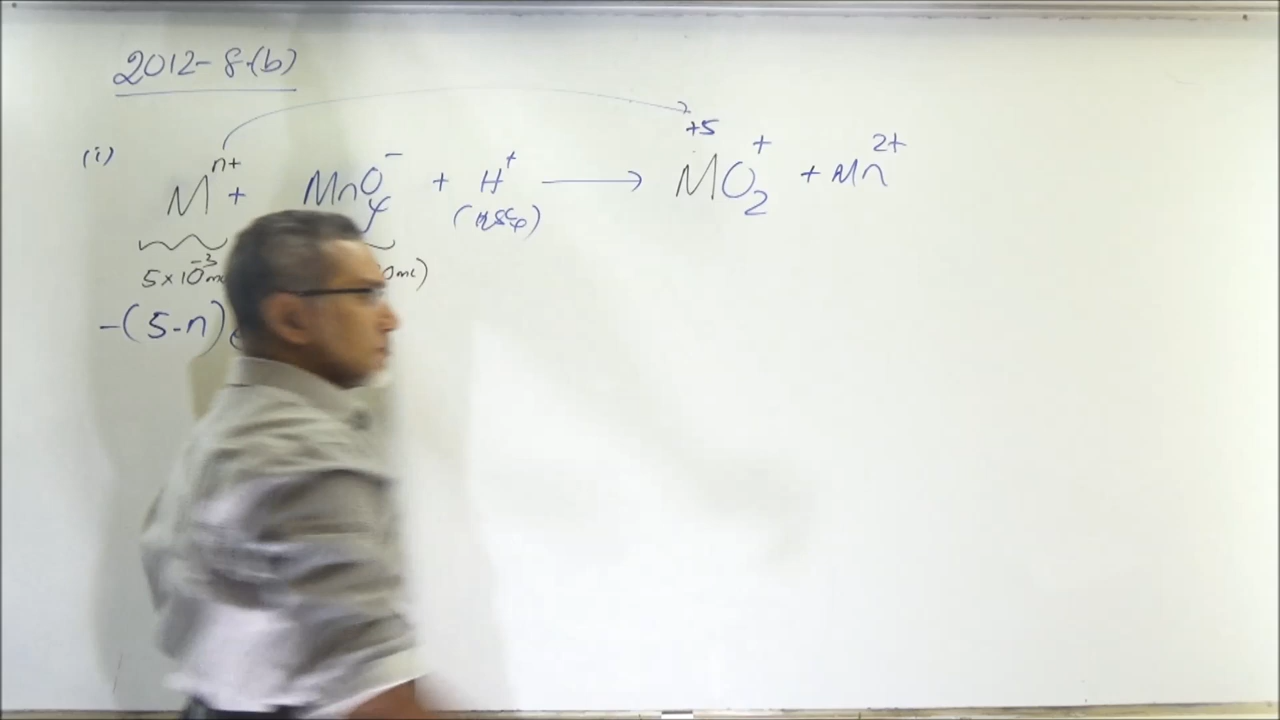 2012-8-(b)
+5
(i) Mⁿ⁺ + MnO₄⁻ + H⁺ ⟶ MO₂⁺ + Mn²⁺
5×10⁻³
-(5-n)